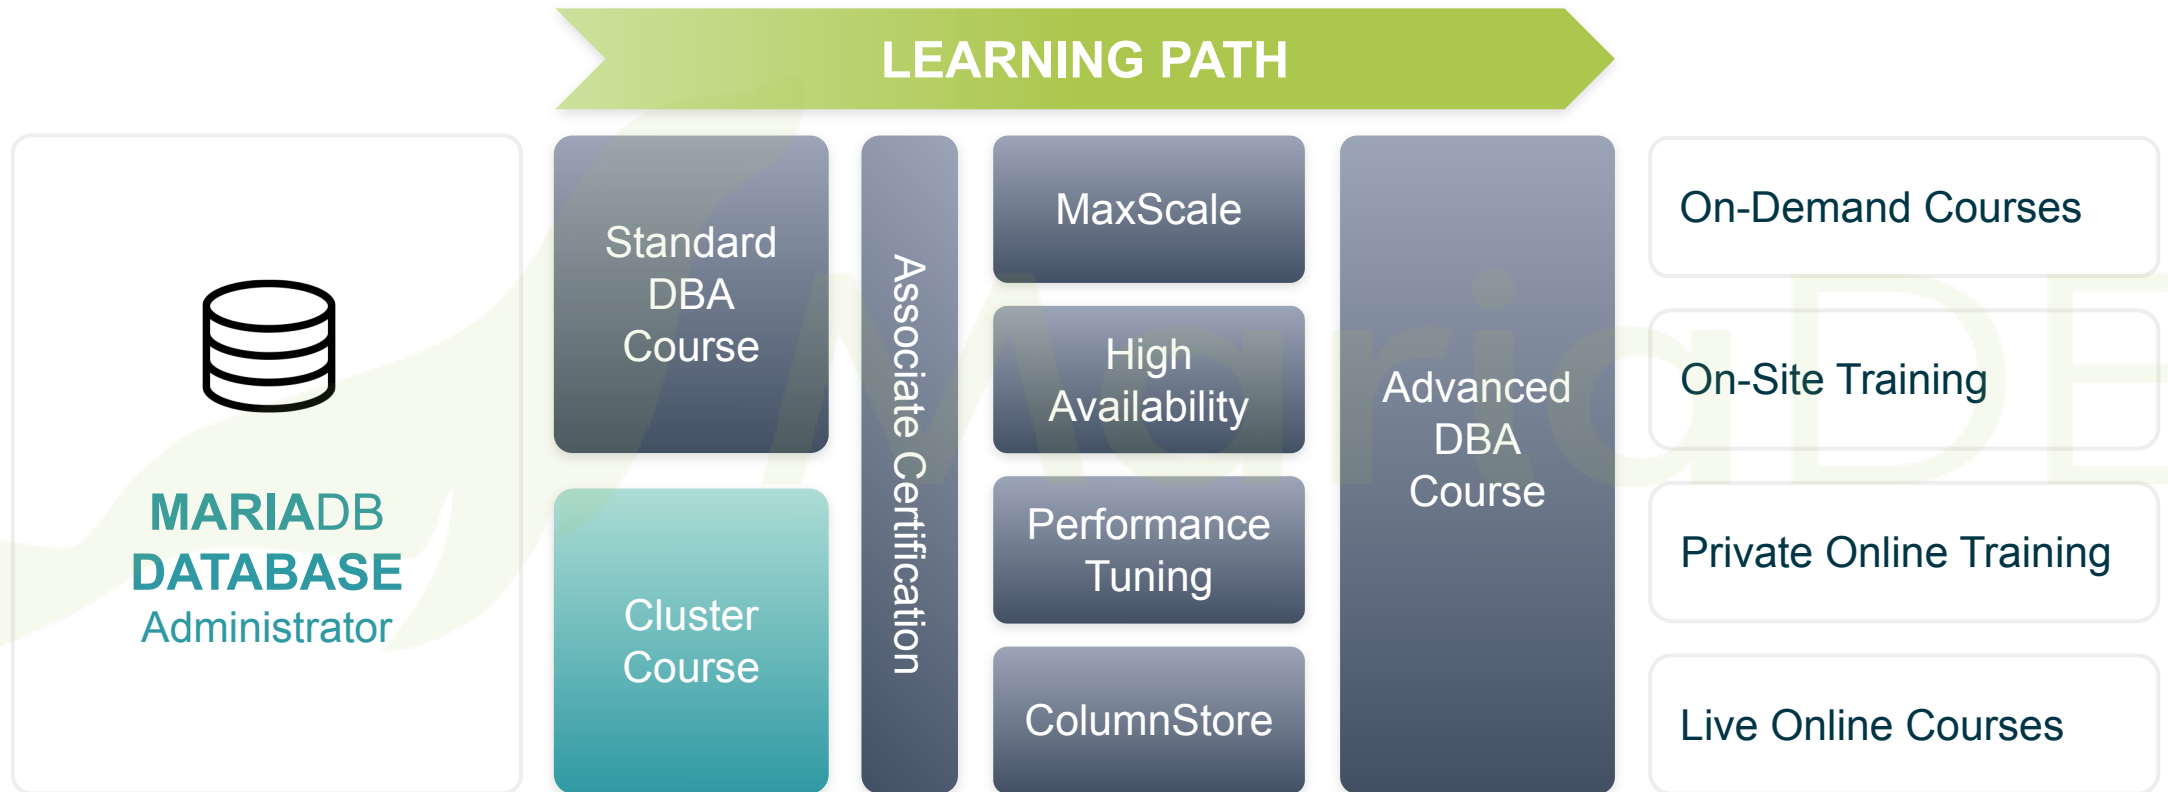 LEARNING PATH
MARIADB
DATABASE
Administrator
Standard
DBA
Course
Cluster
Course
Associate Certification
MaxScale
High
Availability
Performance
Tuning
ColumnStore
Advanced
DBA
Course
On-Demand Courses
On-Site Training
Private Online Training
Live Online Courses
MariaDB